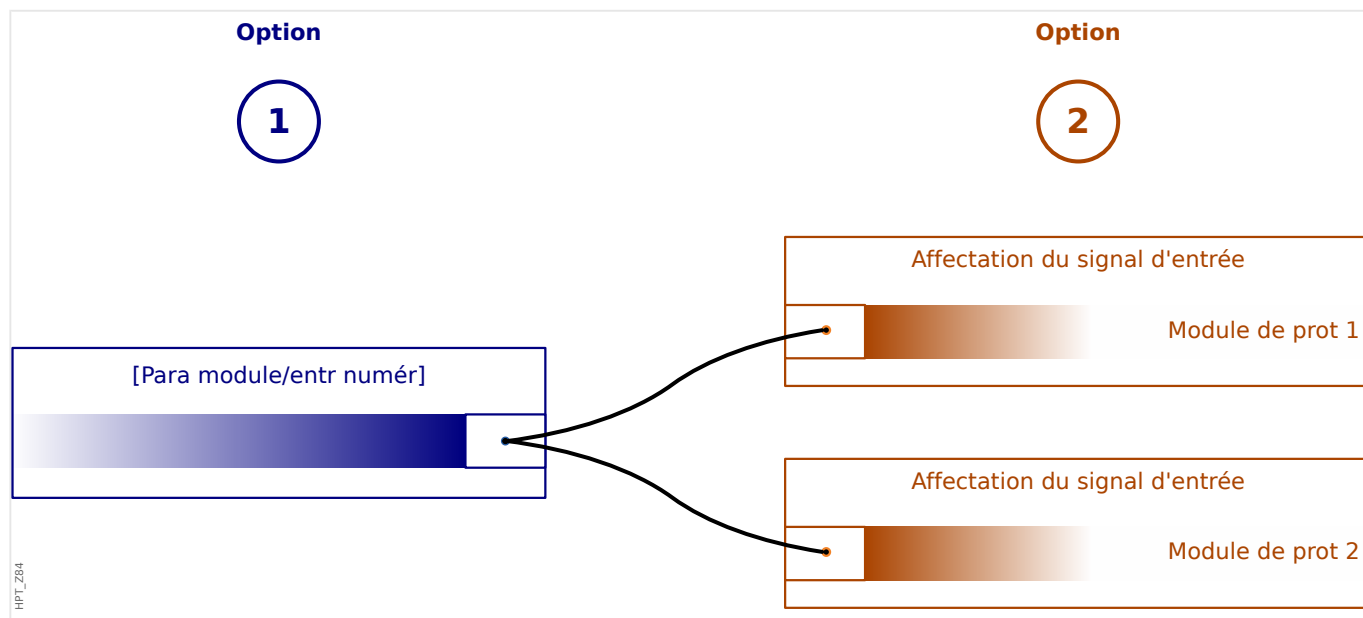 Option
1
[Para module/entr numér]
Option
2
Affectation du signal d'entrée
Module de prot 1
Affectation du signal d'entrée
Module de prot 2
HPT_Z84